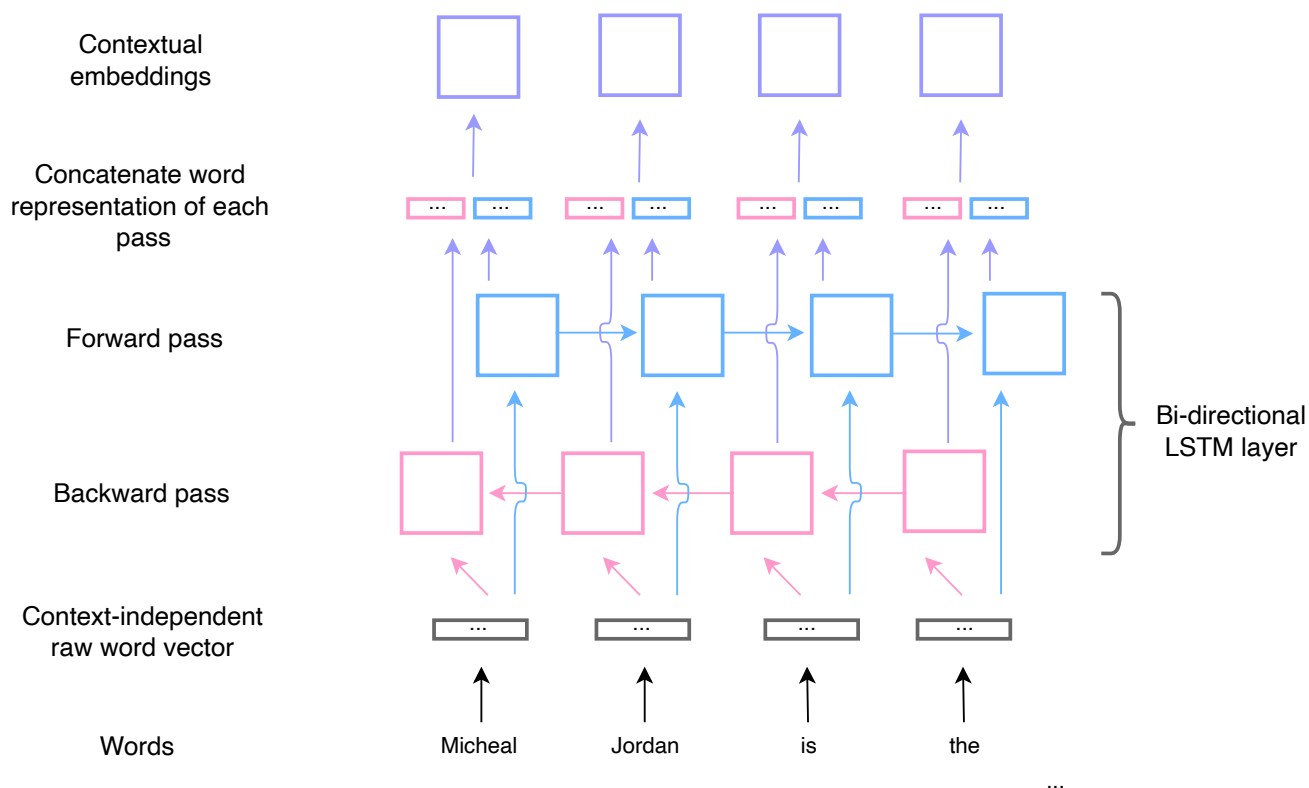 Contextual
embeddings
Concatenate word
representation of each
pass
... ... ... ... ... ... ... ...
Forward pass
Bi-directional
LSTM layer
Backward pass
Context-independent
raw word vector
... ... ... ...
Words
Micheal Jordan is the
...